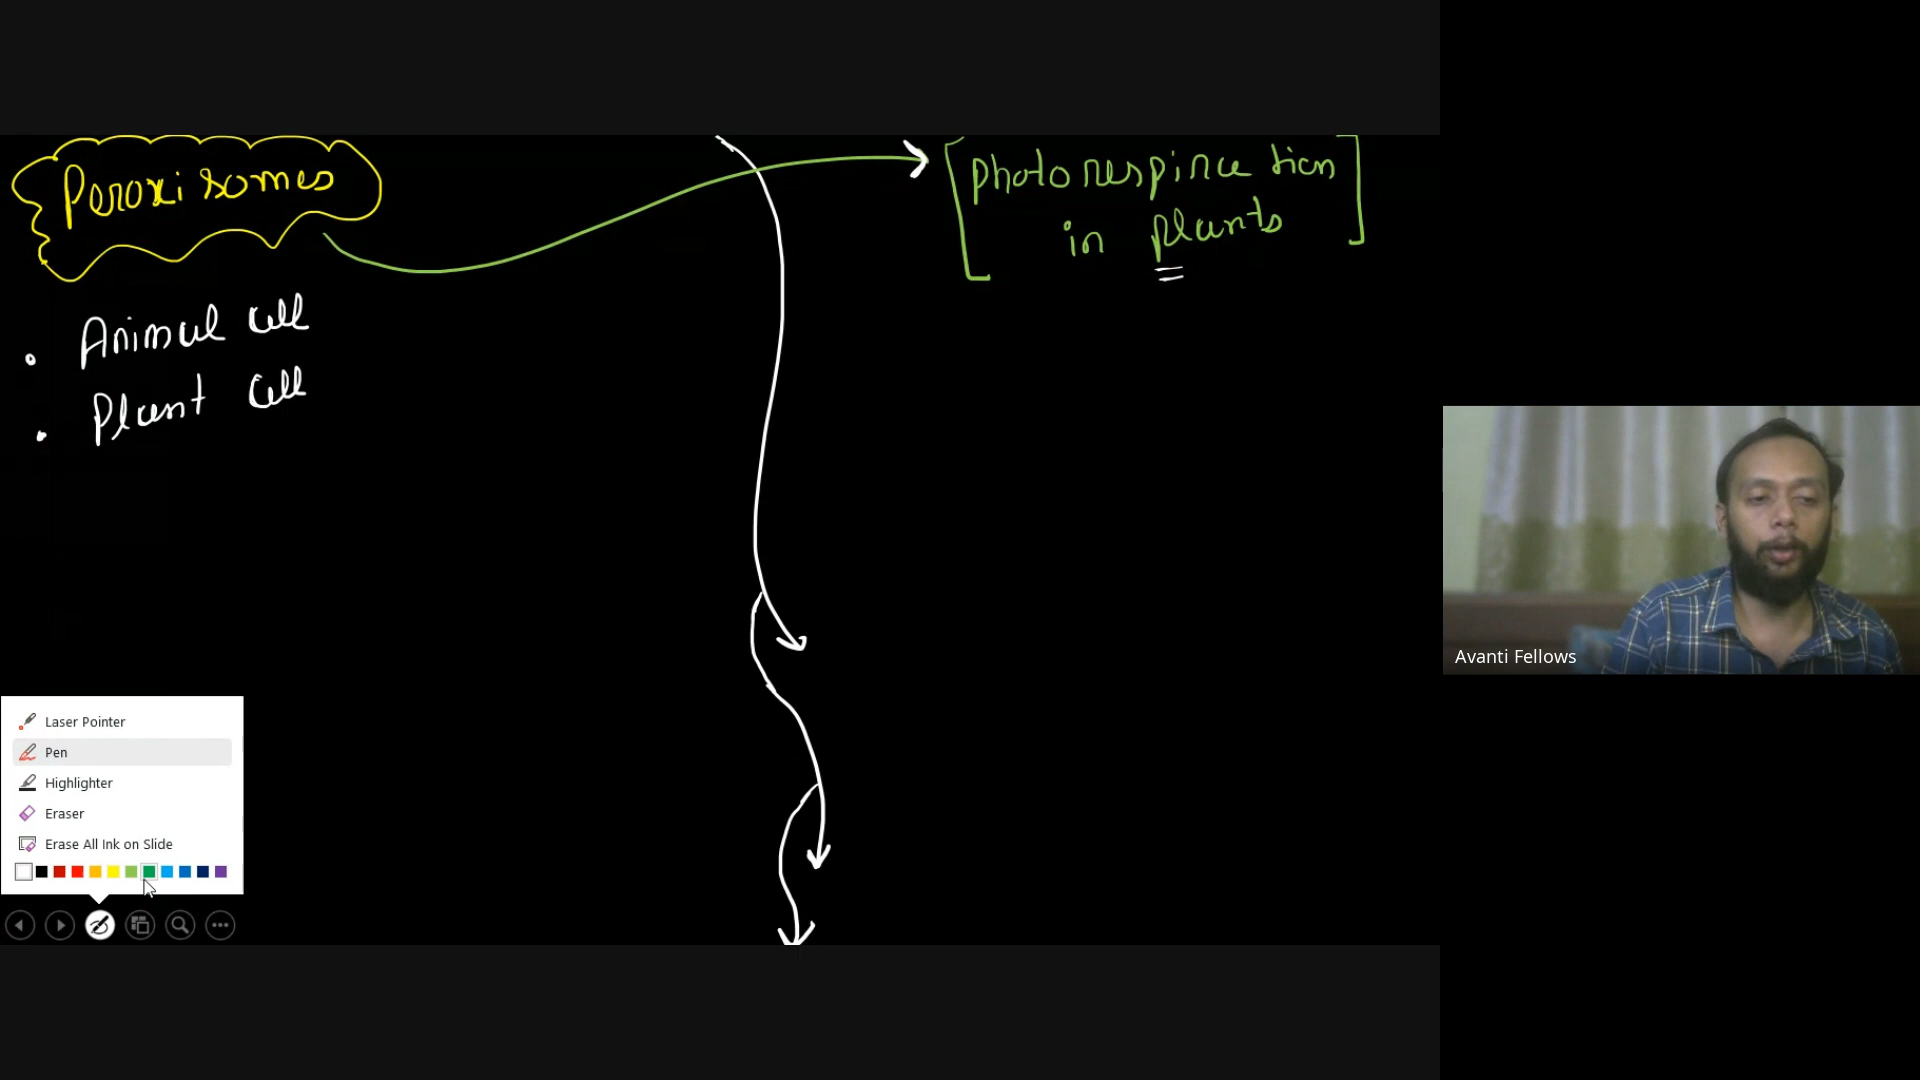 Peroxisomes
Photorespiration
in plants
• Animal cell
• Plant cell
Avanti Fellows
Laser Pointer
Pen
Highlighter
Eraser
Erase All Ink on Slide